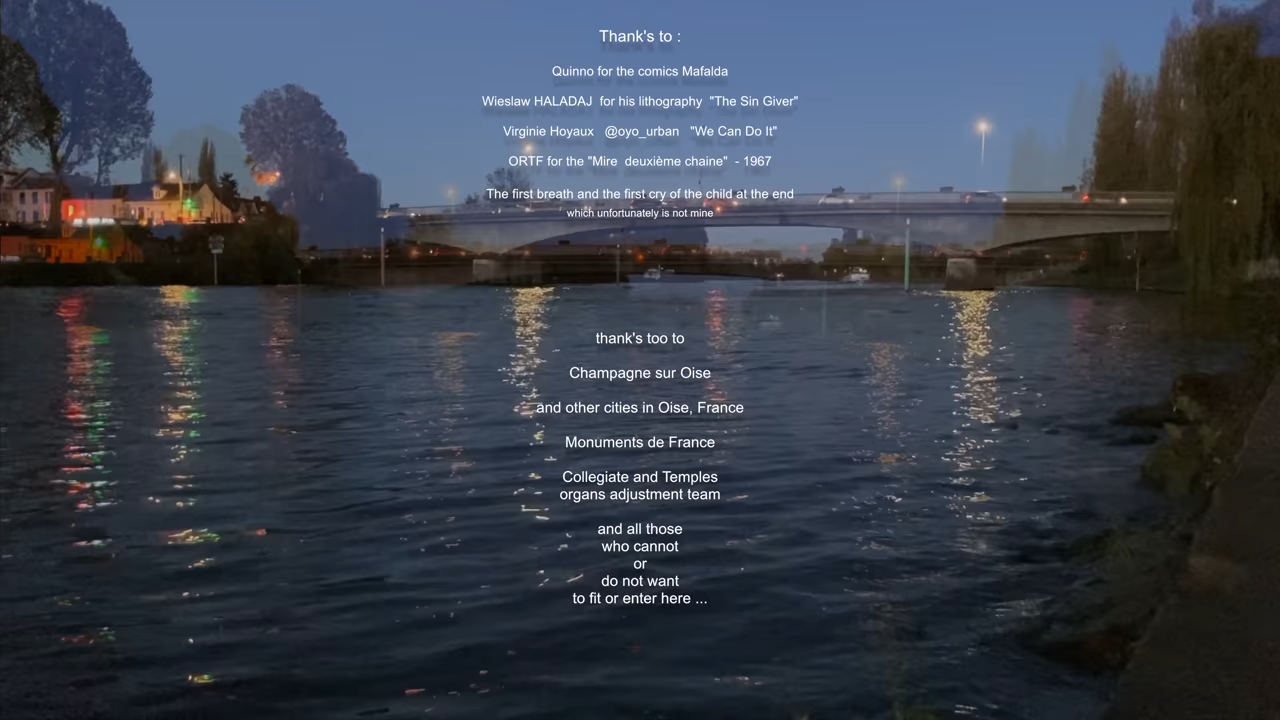 Thank's to :
Quinno for the comics Mafalda
Wieslaw HALADAJ for his lithography "The Sin Giver"
Virginie Hoyaux @oyo_urban "We Can Do It"
ORTF for the "Mire deuxième chaine" - 1967
The first breath and the first cry of the child at the end
which unfortunately is not mine
thank's too to
Champagne sur Oise
and other cities in Oise, France
Monuments de France
Collegiate and Temples
organs adjustment team
and all those
who cannot
or
do not want
to fit or enter here ...